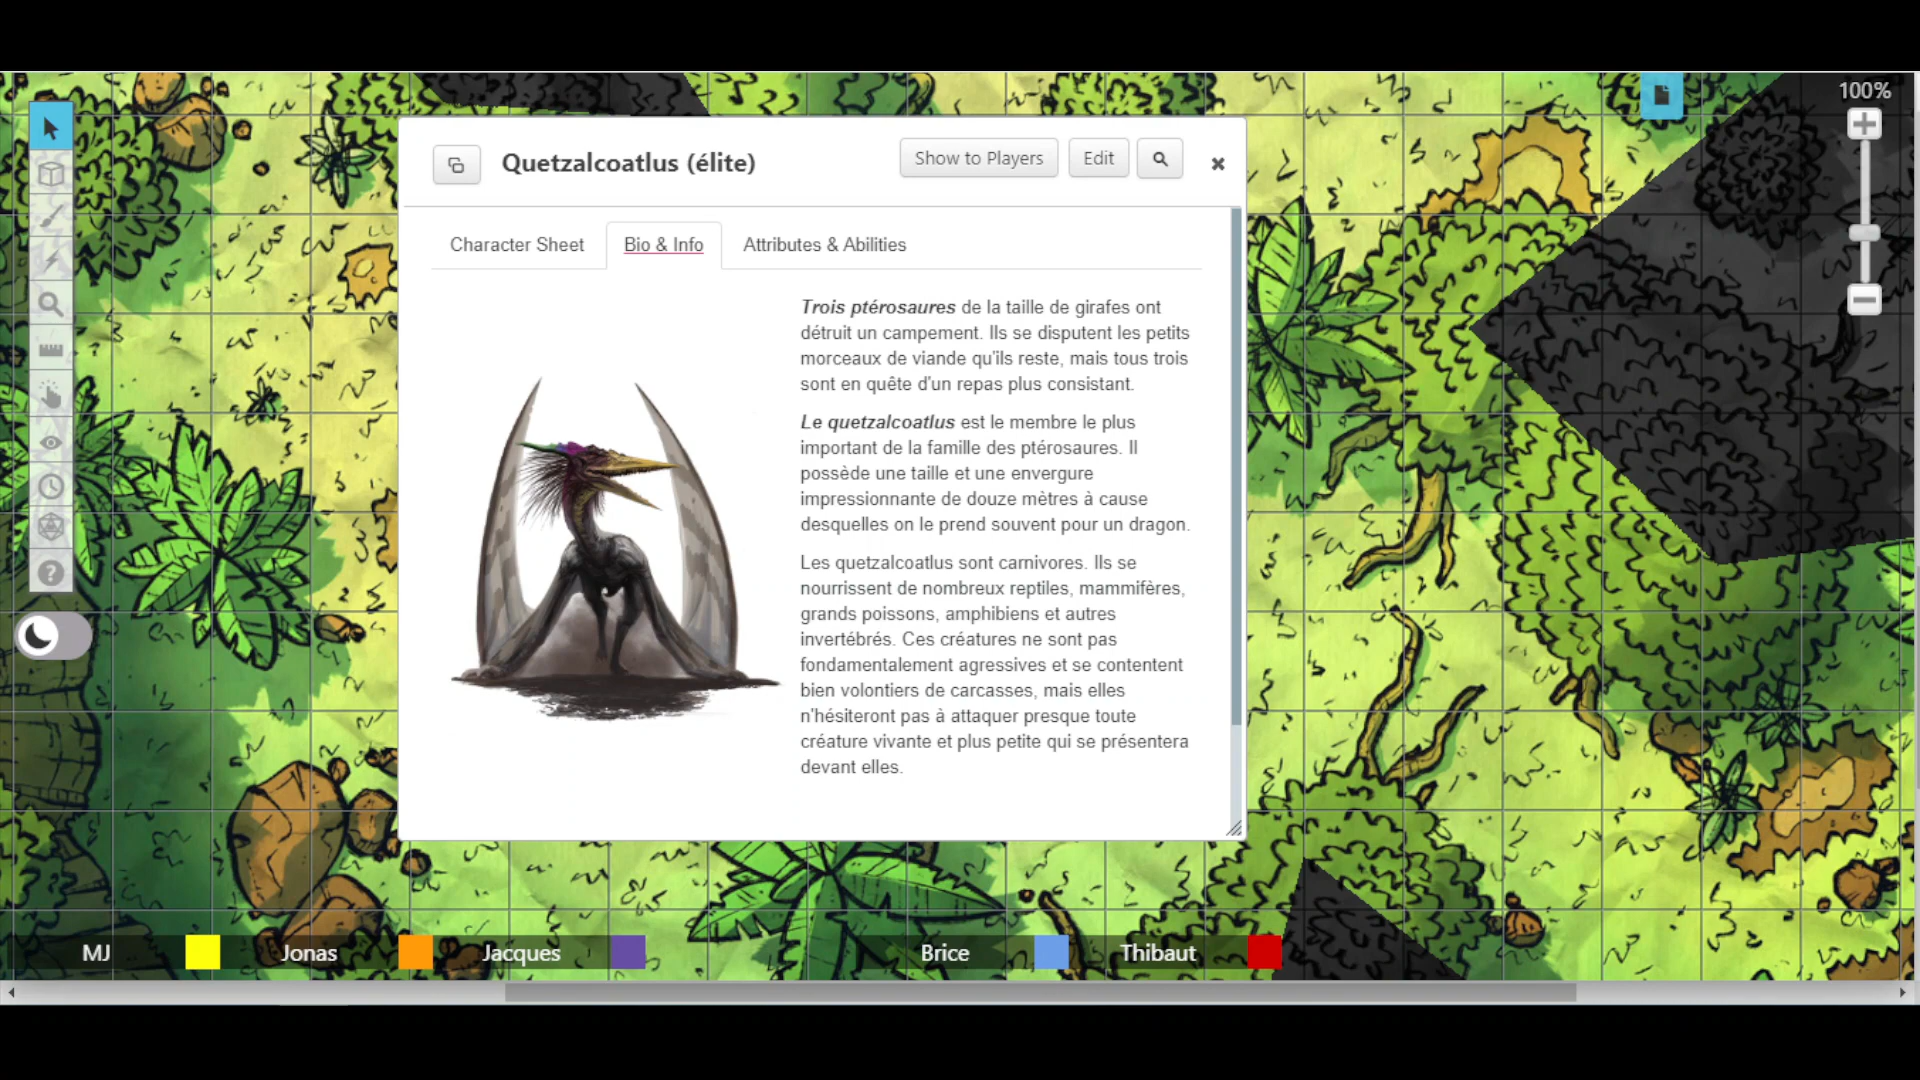 100%
Quetzalcoatlus (élite)
Show to Players
Edit
Character Sheet
Bio & Info
Attributes & Abilities
Trois ptérosaures de la taille de girafes ont
détruit un campement. Ils se disputent les petits
morceaux de viande qu'ils reste, mais tous trois
sont en quête d'un repas plus consistant.
Le quetzalcoatlus est le membre le plus
important de la famille des ptérosaures. Il
possède une taille et une envergure
impressionnante de douze mètres à cause
desquelles on le prend souvent pour un dragon.
Les quetzalcoatlus sont carnivores. Ils se
nourrissent de nombreux reptiles, mammifères,
grands poissons, amphibiens et autres
invertébrés. Ces créatures ne sont pas
fondamentalement agressives et se contentent
bien volontiers de carcasses, mais elles
n'hésiteront pas à attaquer presque toute
créature vivante et plus petite qui se présentera
devant elles.
MJ
Jonas
Jacques
Brice
Thibaut